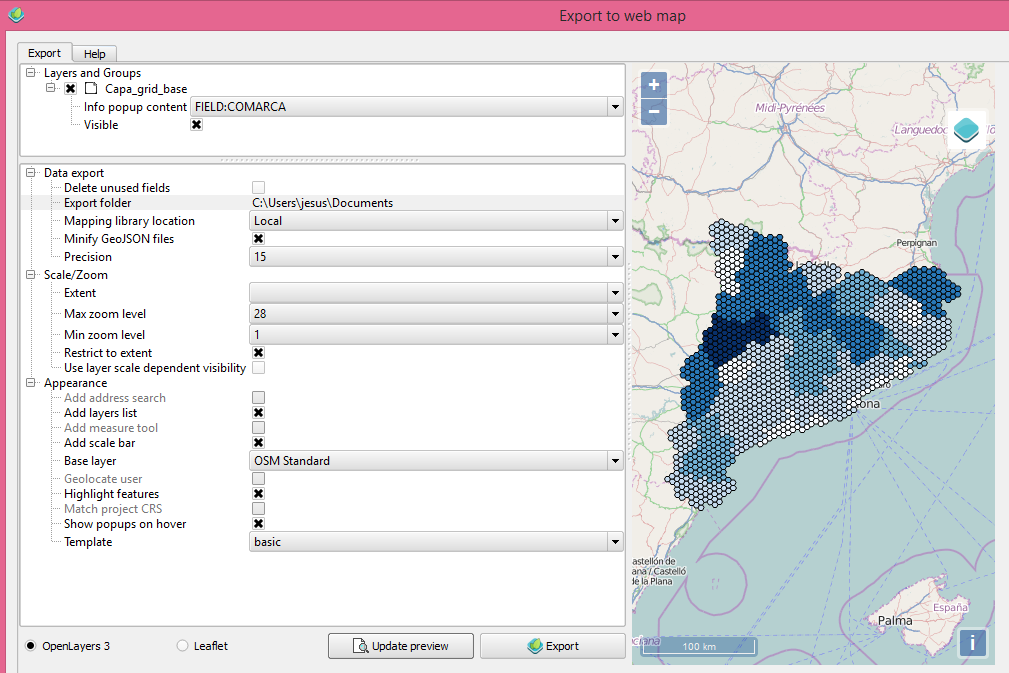 Export to web map
Export
Help
Layers and Groups
Capa_grid_base
Info popup content FIELD:COMARCA
Visible
Data export
Delete unused fields
Export folder C:\Users\jesus\Documents
Mapping library location Local
Minify GeoJSON files
Precision 15
Scale/Zoom
Extent
Max zoom level 28
Min zoom level 1
Restrict to extent
Use layer scale dependent visibility
Appearance
Add address search
Add layers list
Add measure tool
Add scale bar
Base layer OSM Standard
Geolocate user
Highlight features
Match project CRS
Show popups on hover
Template basic
OpenLayers 3
Leaflet
Update preview
Export
+
−
Midi-Pyrénées
Perpignan
ona
astellón de
ana / Castelló
de la Plana
España
Palma
100 km
i